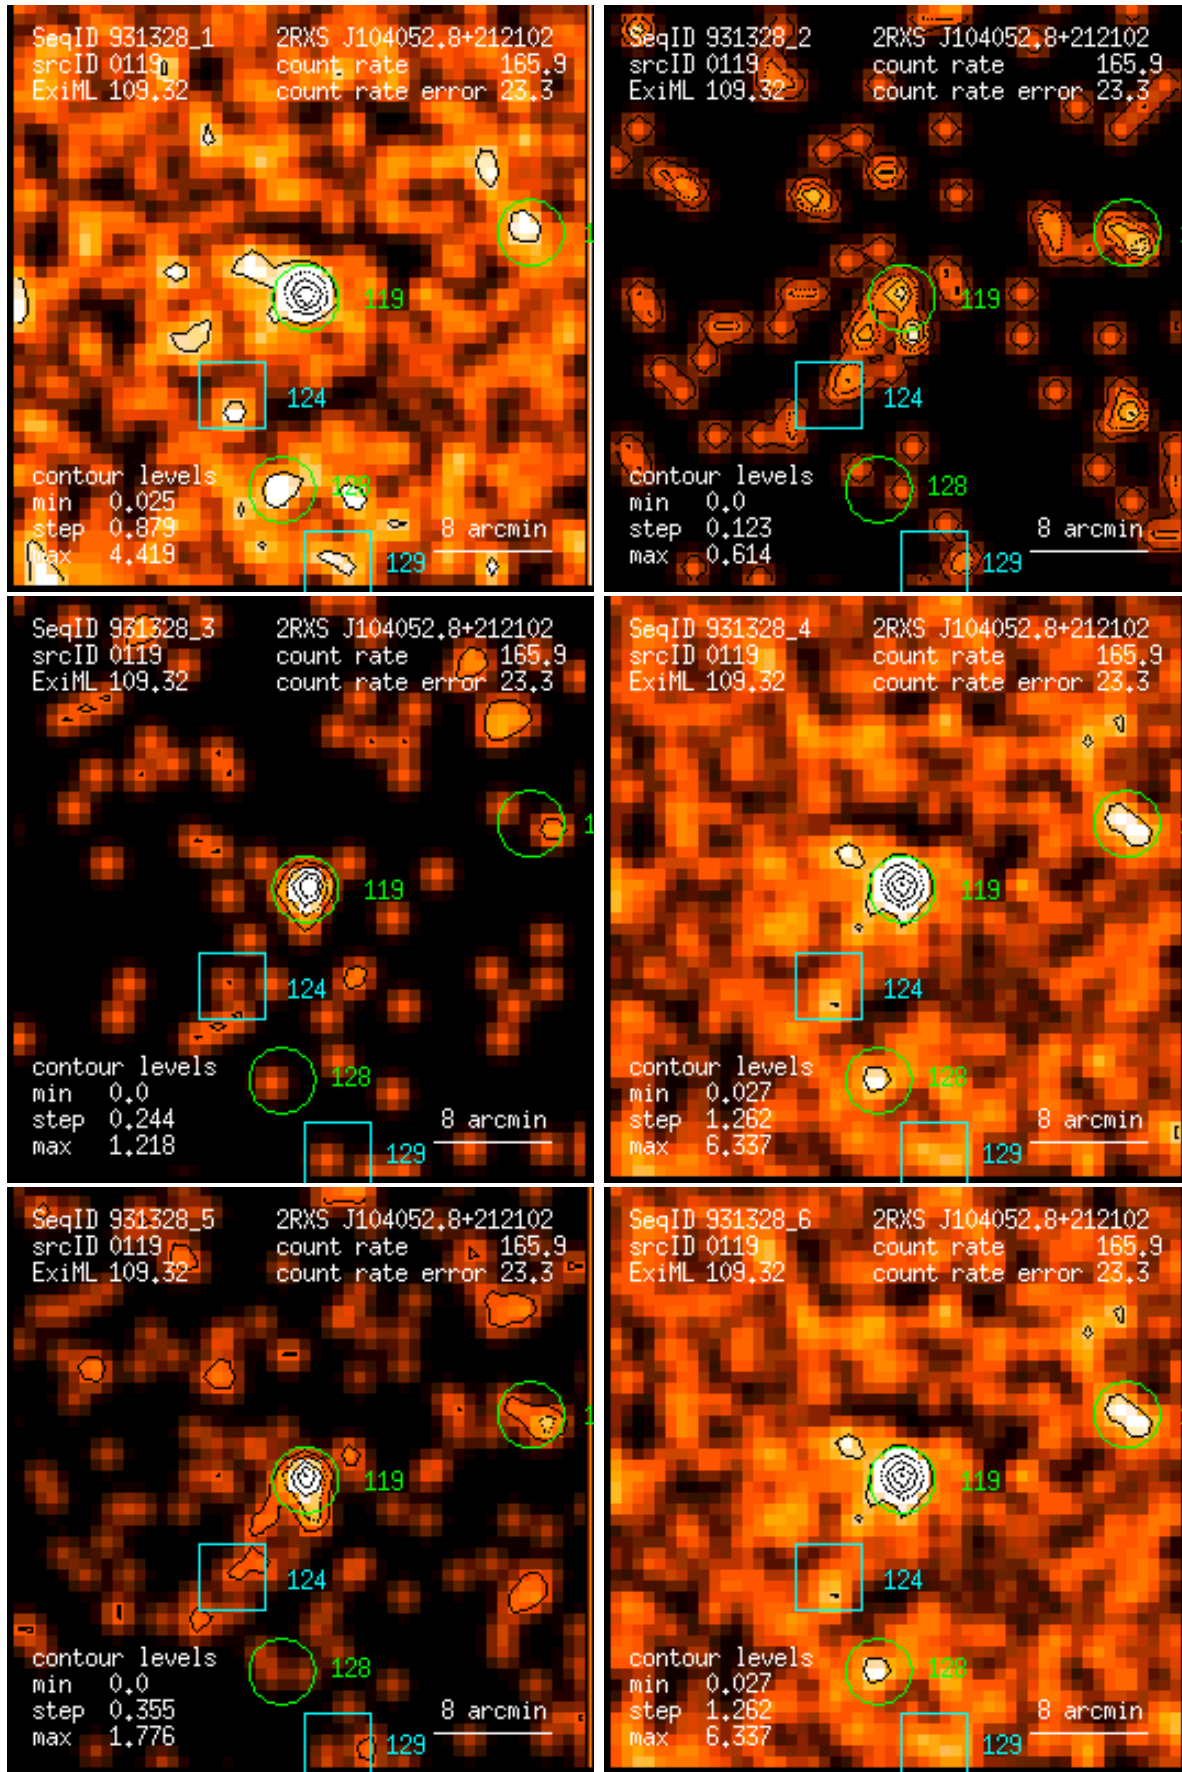 SeqID 931328_1 2RXS J104052.8+212102
srcID 0119 count rate 165.9
ExiML 109.32 count rate error 23.3
1
119
124
contour levels
128
min 0.025
step 0.879 8 arcmin
max 4.419 129
SeqID 931328_2 2RXS J104052.8+212102
srcID 0119 count rate 165.9
ExiML 109.32 count rate error 23.3
119
124
contour levels
128
min 0.0
step 0.123 8 arcmin
max 0.614 129
SeqID 931328_3 2RXS J104052.8+212102
srcID 0119 count rate 165.9
ExiML 109.32 count rate error 23.3
1
119
124
contour levels
128
min 0.0
step 0.244 8 arcmin
max 1.218 129
SeqID 931328_4 2RXS J104052.8+212102
srcID 0119 count rate 165.9
ExiML 109.32 count rate error 23.3
119
124
contour levels
128
min 0.027
step 1.262 8 arcmin
max 6.337 129
SeqID 931328_5 2RXS J104052.8+212102
srcID 0119 count rate 165.9
ExiML 109.32 count rate error 23.3
1
119
124
contour levels
128
min 0.0
step 0.355 8 arcmin
max 1.776 129
SeqID 931328_6 2RXS J104052.8+212102
srcID 0119 count rate 165.9
ExiML 109.32 count rate error 23.3
119
124
contour levels
128
min 0.027
step 1.262 8 arcmin
max 6.337 129